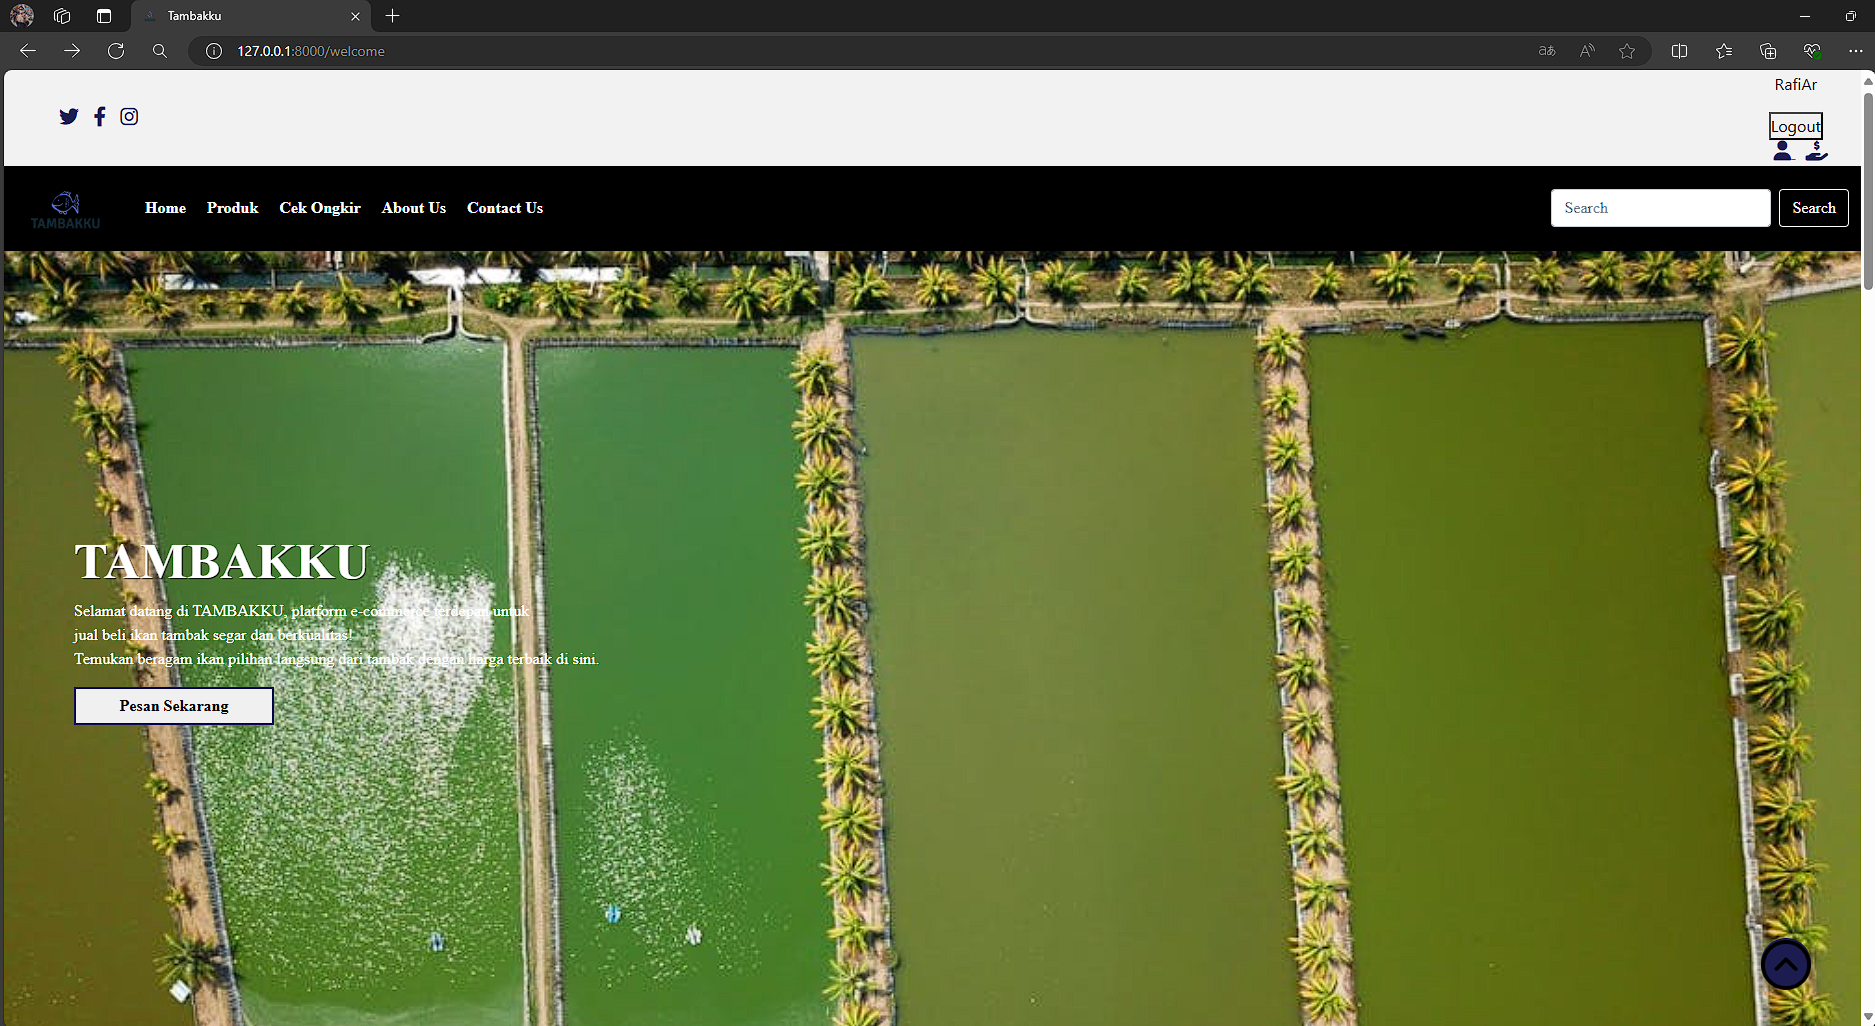 Tambakku
127.0.0.1:8000/welcome
RafiAr
Logout
TAMBAKKU
Home
Produk
Cek Ongkir
About Us
Contact Us
Search
Search
TAMBAKKU
Selamat datang di TAMBAKKU, platform e-commerce terdepan untuk
jual beli ikan tambak segar dan berkualitas!
Temukan beragam ikan pilihan langsung dari tambak dengan harga terbaik di sini.
Pesan Sekarang